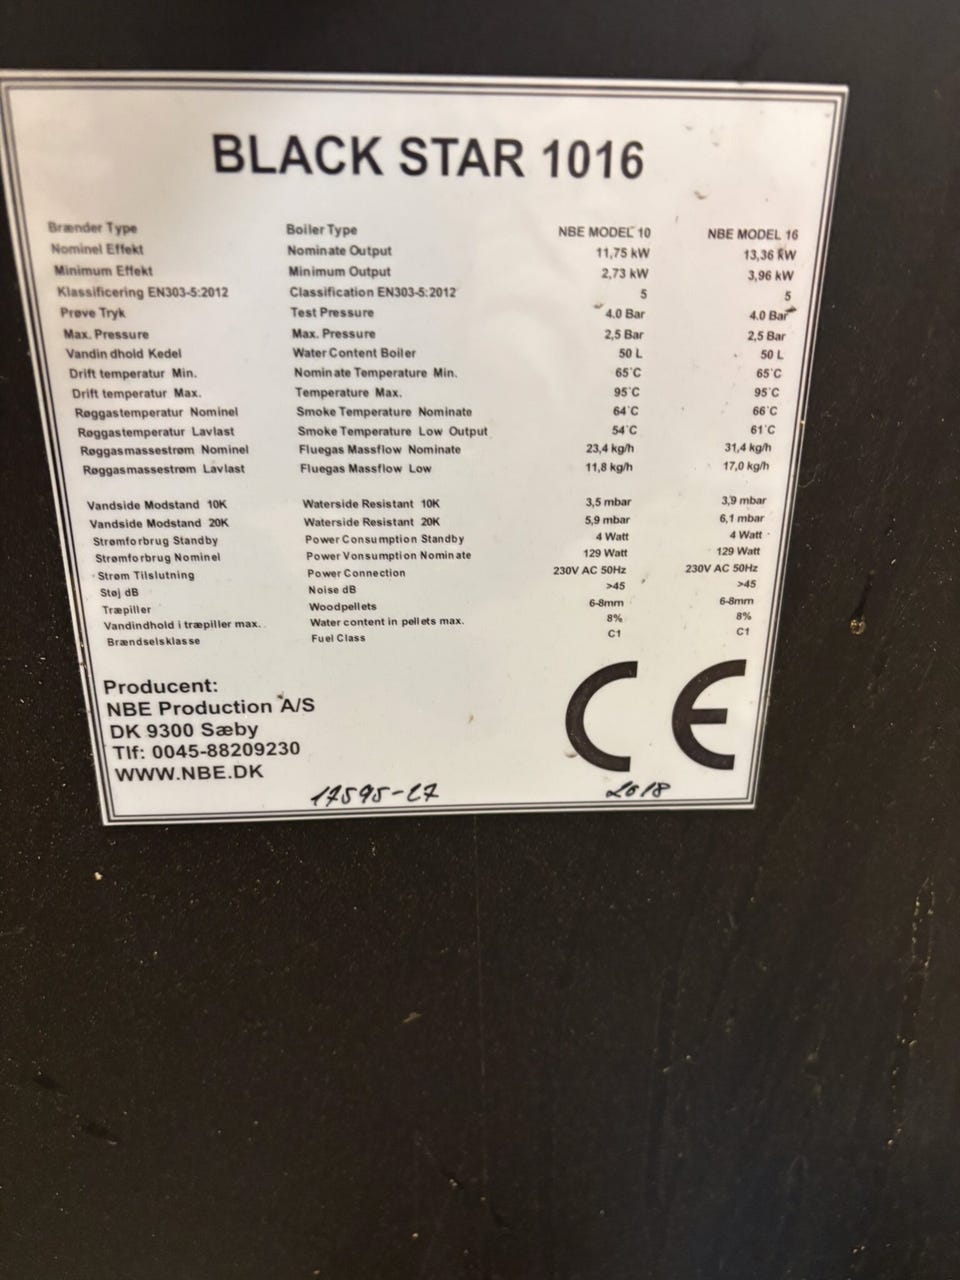 BLACK STAR 1016
Brænder Type Boiler Type NBE MODEL 10 NBE MODEL 16
Nominel Effekt Nominate Output 11,75 kW 13,36 kW
Minimum Effekt Minimum Output 2,73 kW 3,96 kW
Klassificering EN303-5:2012 Classification EN303-5:2012 5 5
Prøve Tryk Test Pressure 4.0 Bar 4.0 Bar
Max. Pressure Max. Pressure 2,5 Bar 2,5 Bar
Vandin dhold Kedel Water Content Boiler 50 L 50 L
Drift temperatur Min. Nominate Temperature Min. 65°C 65°C
Drift temperatur Max. Temperature Max. 95°C 95°C
Røggastemperatur Nominel Smoke Temperature Nominate 64°C 66°C
Røggastemperatur Lavlast Smoke Temperature Low Output 54°C 61°C
Røggasmassestrøm Nominel Fluegas Massflow Nominate 23,4 kg/h 31,4 kg/h
Røggasmassestrøm Lavlast Fluegas Massflow Low 11,8 kg/h 17,0 kg/h
Vandside Modstand 10K Waterside Resistant 10K 3,5 mbar 3,9 mbar
Vandside Modstand 20K Waterside Resistant 20K 5,9 mbar 6,1 mbar
Strømforbrug Standby Power Consumption Standby 4 Watt 4 Watt
Strømforbrug Nominel Power Vonsumption Nominate 129 Watt 129 Watt
Strøm Tilslutning Power Connection 230V AC 50Hz 230V AC 50Hz
Støj dB Noise dB >45 >45
Træpiller Woodpellets 6-8mm 6-8mm
Vandindhold i træpiller max. Water content in pellets max. 8% 8%
Brændselsklasse Fuel Class C1 C1
Producent:
NBE Production A/S
DK 9300 Sæby
Tlf: 0045-88209230
WWW.NBE.DK
CE
17595-27 2018